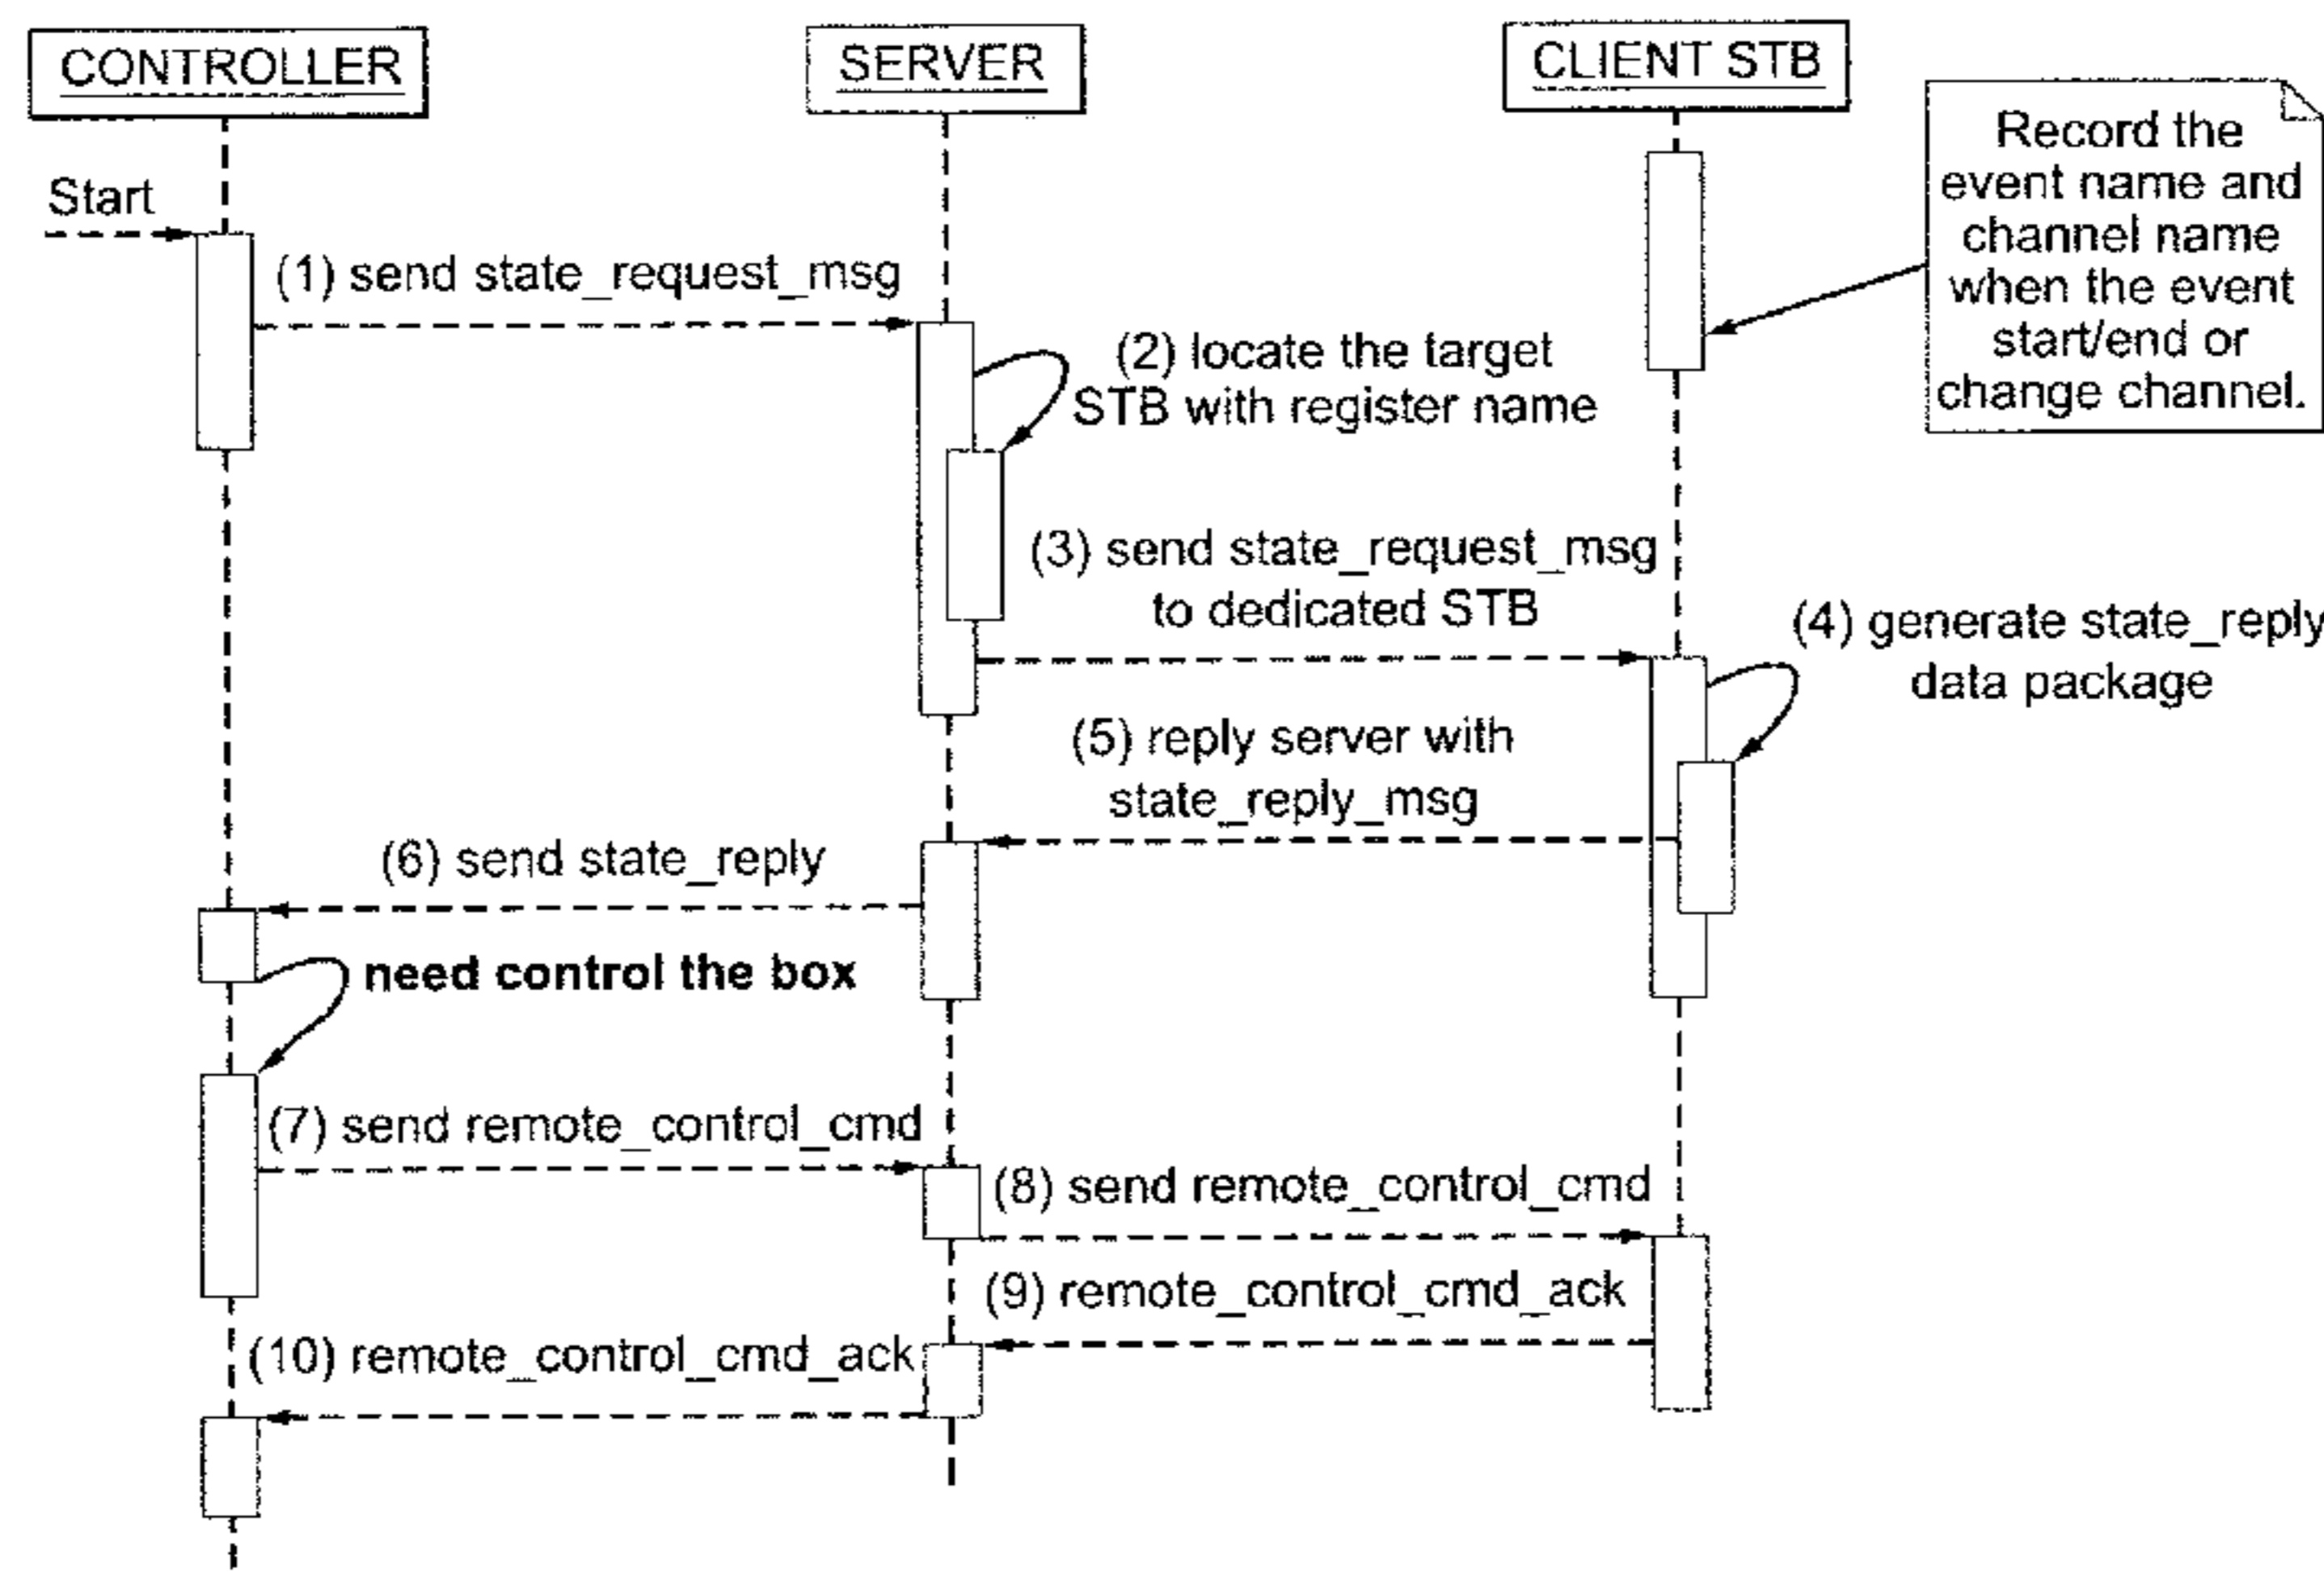 CONTROLLER
SERVER
CLIENT STB
Record the
event name and
channel name
when the event
start/end or
change channel.
Start
(1) send state_request_msg
(2) locate the target
STB with register name
(3) send state_request_msg
to dedicated STB
(4) generate state_reply
data package
(5) reply server with
state_reply_msg
(6) send state_reply
need control the box
(7) send remote_control_cmd
(8) send remote_control_cmd
(9) remote_control_cmd_ack
(10) remote_control_cmd_ack